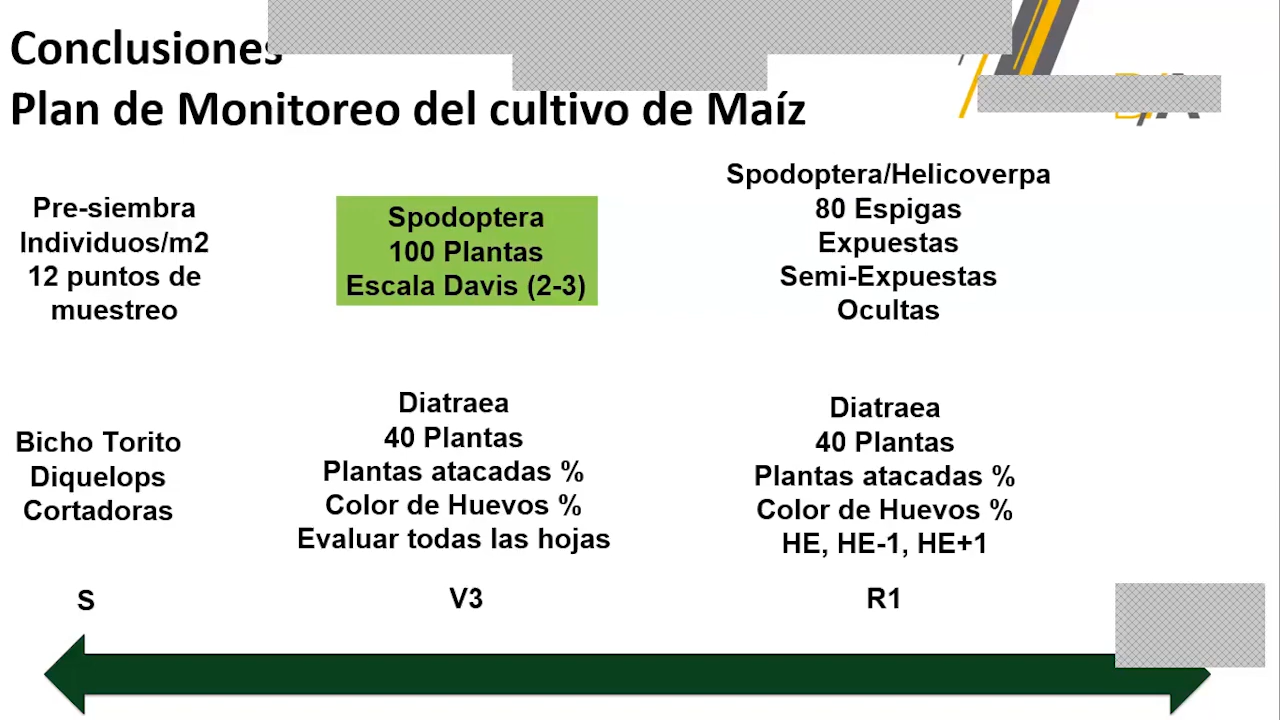 Conclusiones
Plan de Monitoreo del cultivo de Maíz
Pre-siembra
Individuos/m2
12 puntos de
muestreo
Spodoptera
100 Plantas
Escala Davis (2-3)
Spodoptera/Helicoverpa
80 Espigas
Expuestas
Semi-Expuestas
Ocultas
Bicho Torito
Diquelops
Cortadoras
Diatraea
40 Plantas
Plantas atacadas %
Color de Huevos %
Evaluar todas las hojas
Diatraea
40 Plantas
Plantas atacadas %
Color de Huevos %
HE, HE-1, HE+1
S
V3
R1